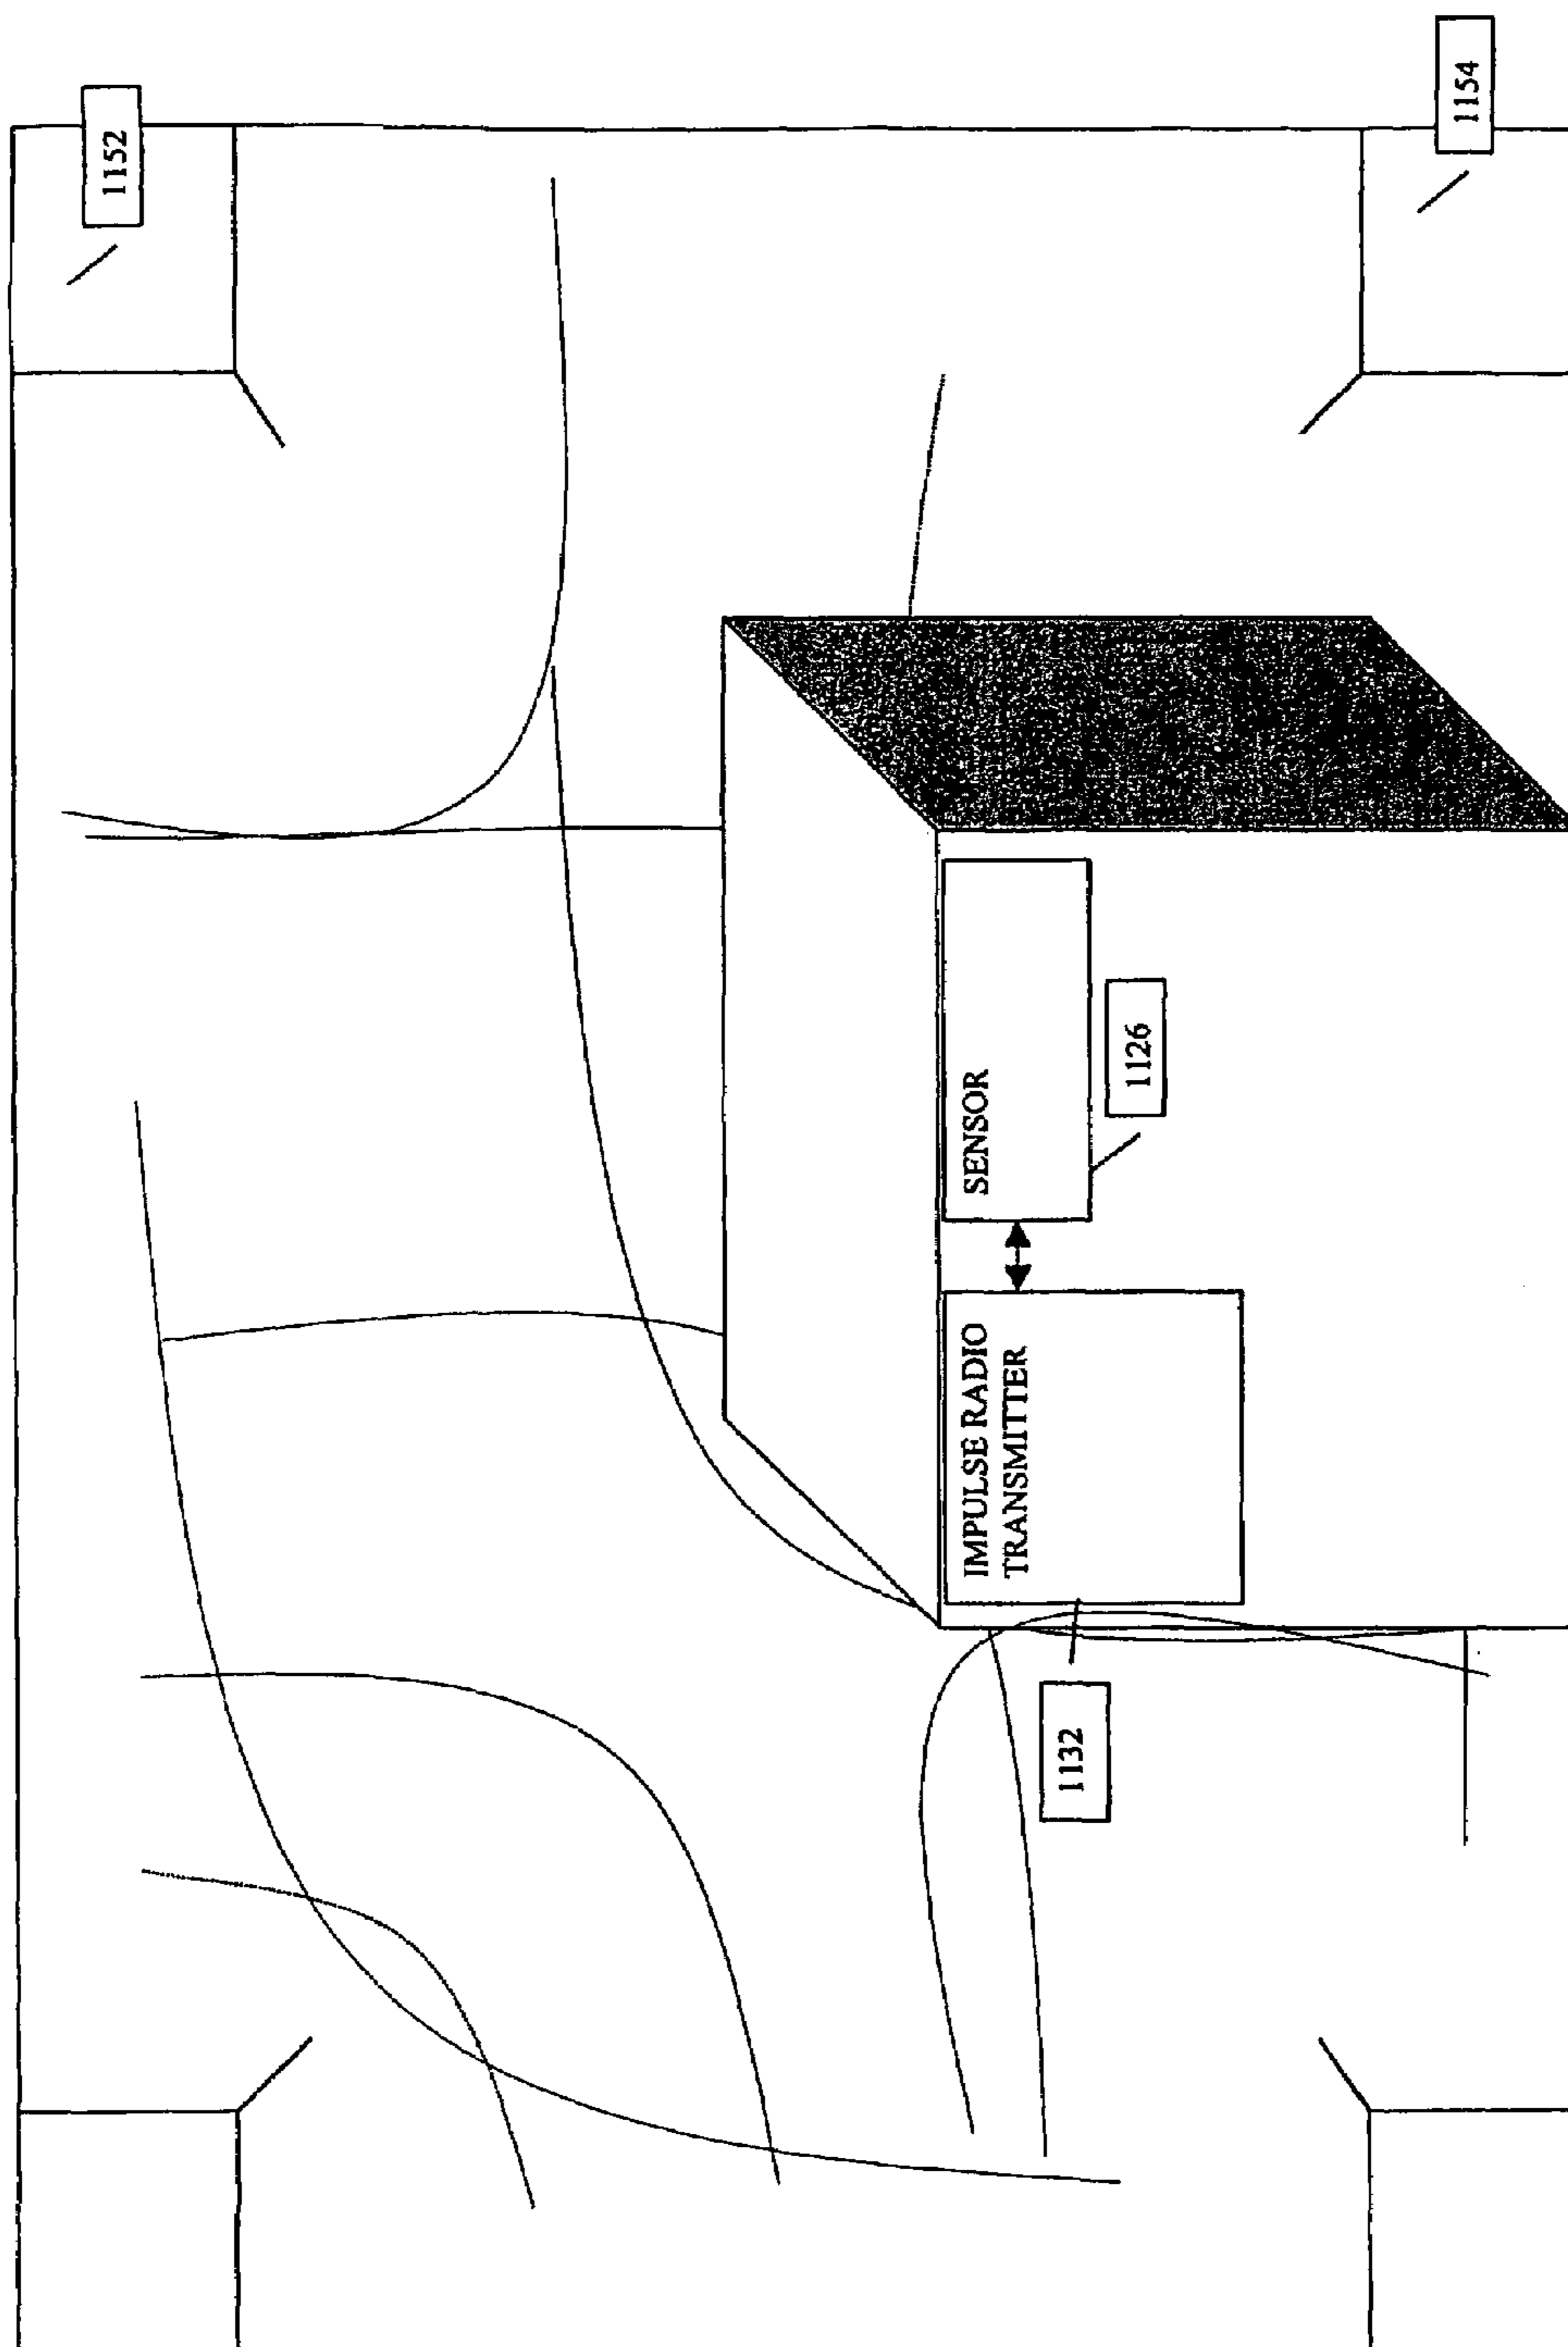 1152
1154
SENSOR
1126
IMPULSE RADIO
TRANSMITTER
1132